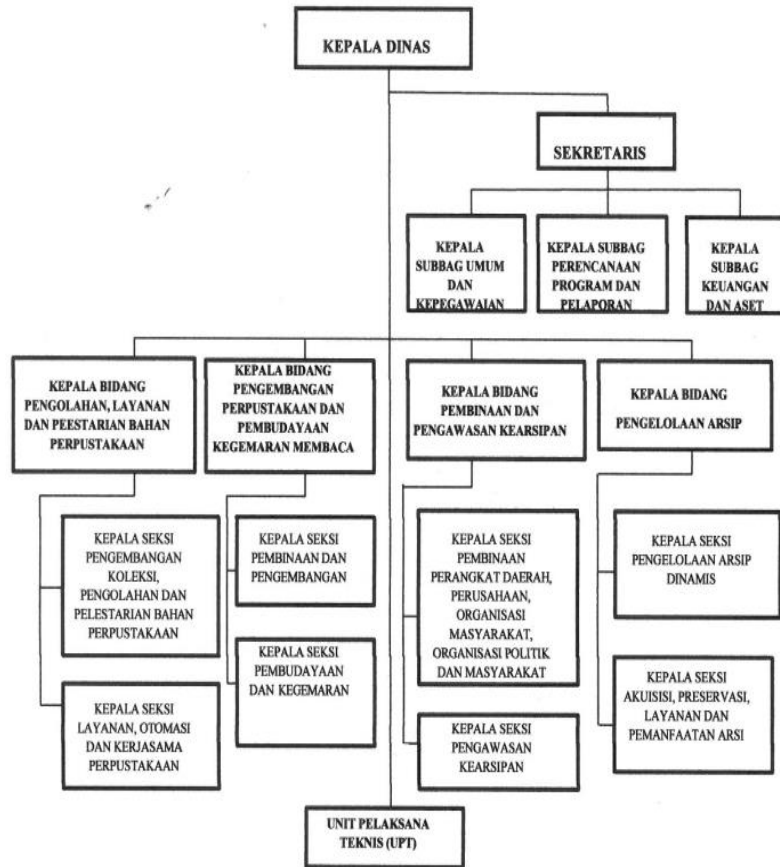 KEPALA DINAS
SEKRETARIS
KEPALA
SUBBAG UMUM
DAN
KEPEGAWAIAN
KEPALA SUBBAG
PERENCANAAN
PROGRAM DAN
PELAPORAN
KEPALA
SUBBAG
KEUANGAN
DAN ASET
KEPALA BIDANG
PENGOLAHAN, LAYANAN
DAN PEESTARIAN BAHAN
PERPUSTAKAAN
KEPALA BIDANG
PENGEMBANGAN
PERPUSTAKAAN DAN
PEMBUDAYAAN
KEGEMARAN MEMBACA
KEPALA BIDANG
PEMBINAAN DAN
PENGAWASAN KEARSIPAN
KEPALA BIDANG
PENGELOLAAN ARSIP
KEPALA SEKSI
PENGEMBANGAN
KOLEKSI,
PENGOLAHAN DAN
PELESTARIAN BAHAN
PERPUSTAKAAN
KEPALA SEKSI
PEMBINAAN DAN
PENGEMBANGAN
KEPALA SEKSI
PEMBINAAN
PERANGKAT DAERAH,
PERUSAHAAN,
ORGANISASI
MASYARAKAT,
ORGANISASI POLITIK
DAN MASYARAKAT
KEPALA SEKSI
PENGELOLAAN ARSIP
DINAMIS
KEPALA SEKSI
LAYANAN, OTOMASI
DAN KERJASAMA
PERPUSTAKAAN
KEPALA SEKSI
PEMBUDAYAAN
DAN KEGEMARAN
KEPALA SEKSI
PENGAWASAN
KEARSIPAN
KEPALA SEKSI
AKUISISI, PRESERVASI,
LAYANAN DAN
PEMANFAATAN ARSI
UNIT PELAKSANA
TEKNIS (UPT)